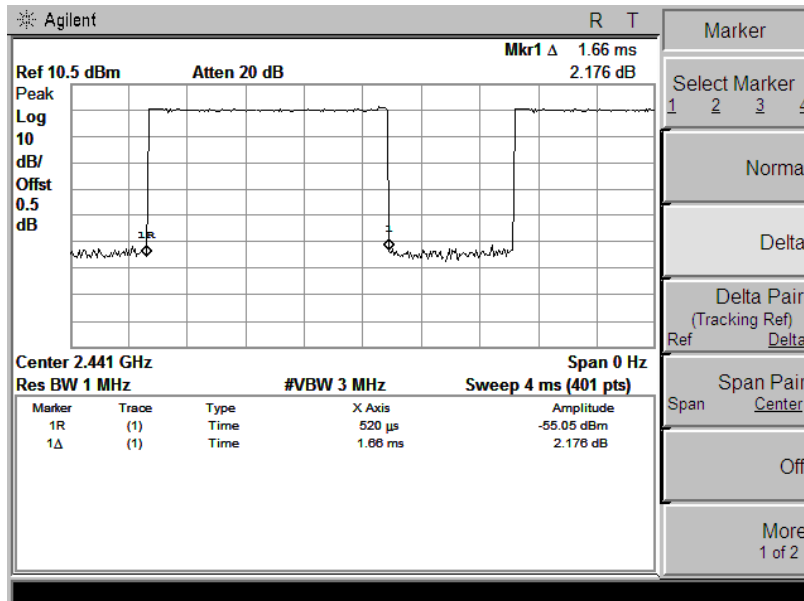 Agilent R T
Mkr1 Δ 1.66 ms
Ref 10.5 dBm Atten 20 dB 2.176 dB
Peak
Log
10
dB/
Offst
0.5
dB
1R
1
Center 2.441 GHz Span 0 Hz
Res BW 1 MHz #VBW 3 MHz Sweep 4 ms (401 pts)
Marker Trace Type X Axis Amplitude
1R (1) Time 520 µs -55.05 dBm
1Δ (1) Time 1.66 ms 2.176 dB
Marker
Select Marker
1 2 3 4
Norma
Delta
Delta Pair
(Tracking Ref)
Ref Delta
Span Pair
Span Center
Off
More
1 of 2